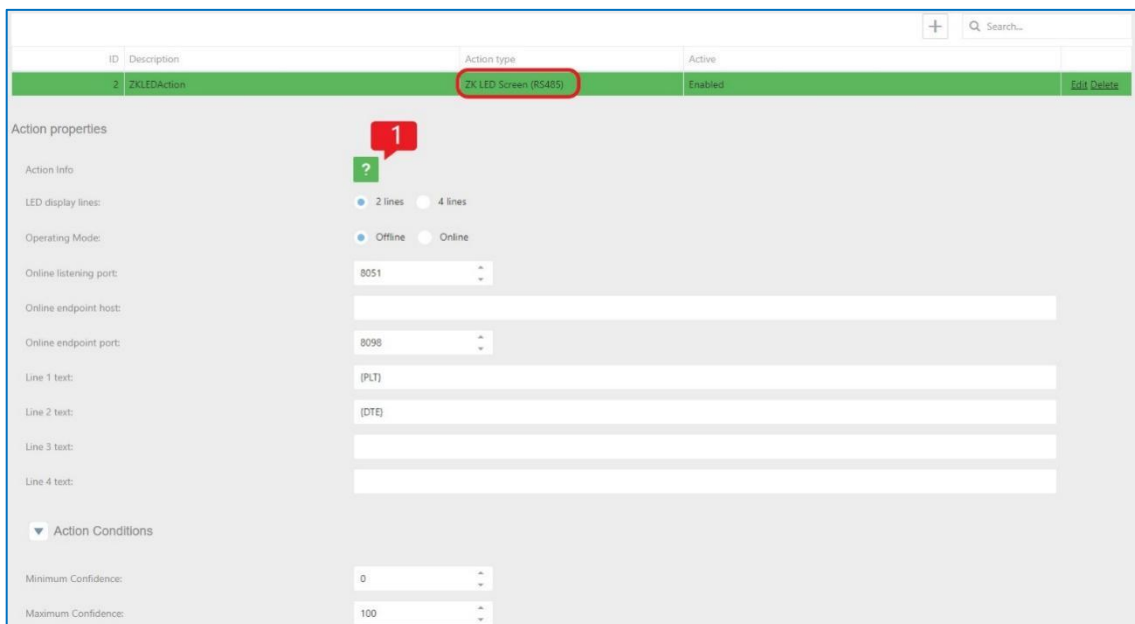 Search...
ID Description Action type Active
2 ZKLEDAction ZK LED Screen (RS485) Enabled Edit Delete
Action properties
1
Action Info ?
LED display lines: 2 lines 4 lines
Operating Mode: Offline Online
Online listening port: 8051
Online endpoint host:
Online endpoint port: 8098
Line 1 text: {PLT}
Line 2 text: {DTE}
Line 3 text:
Line 4 text:
Action Conditions
Minimum Confidence: 0
Maximum Confidence: 100